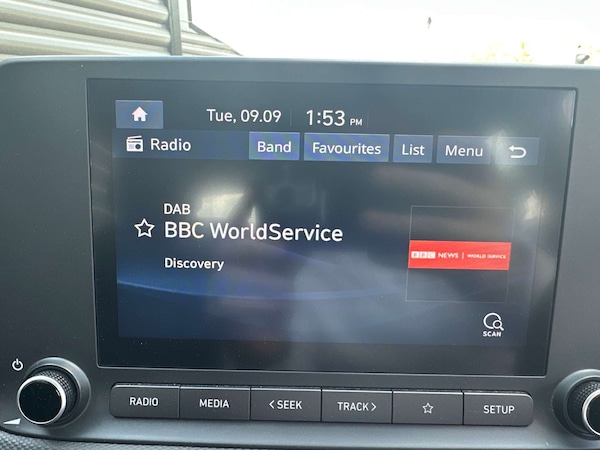 Tue, 09.09 1:53 PM
Radio Band Favourites List Menu
DAB
BBC WorldService
Discovery
BBC NEWS | WORLD SERVICE
SCAN
RADIO MEDIA < SEEK TRACK > SETUP